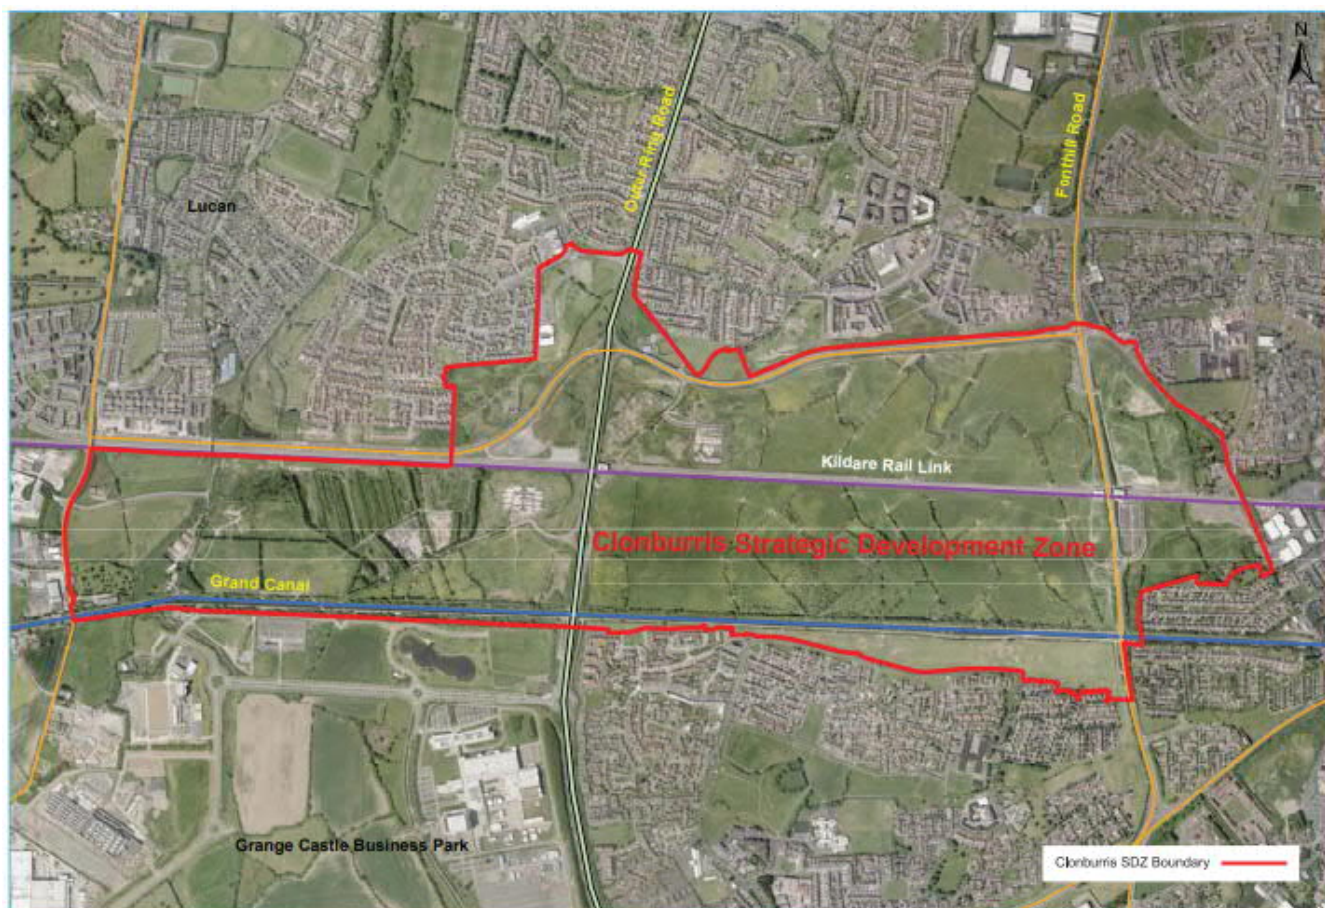 N
Outer Ring Road
Fonthill Road
Lucan
Kildare Rail Link
Clonburris Strategic Development Zone
Grand Canal
Grange Castle Business Park
Clonburris SDZ Boundary